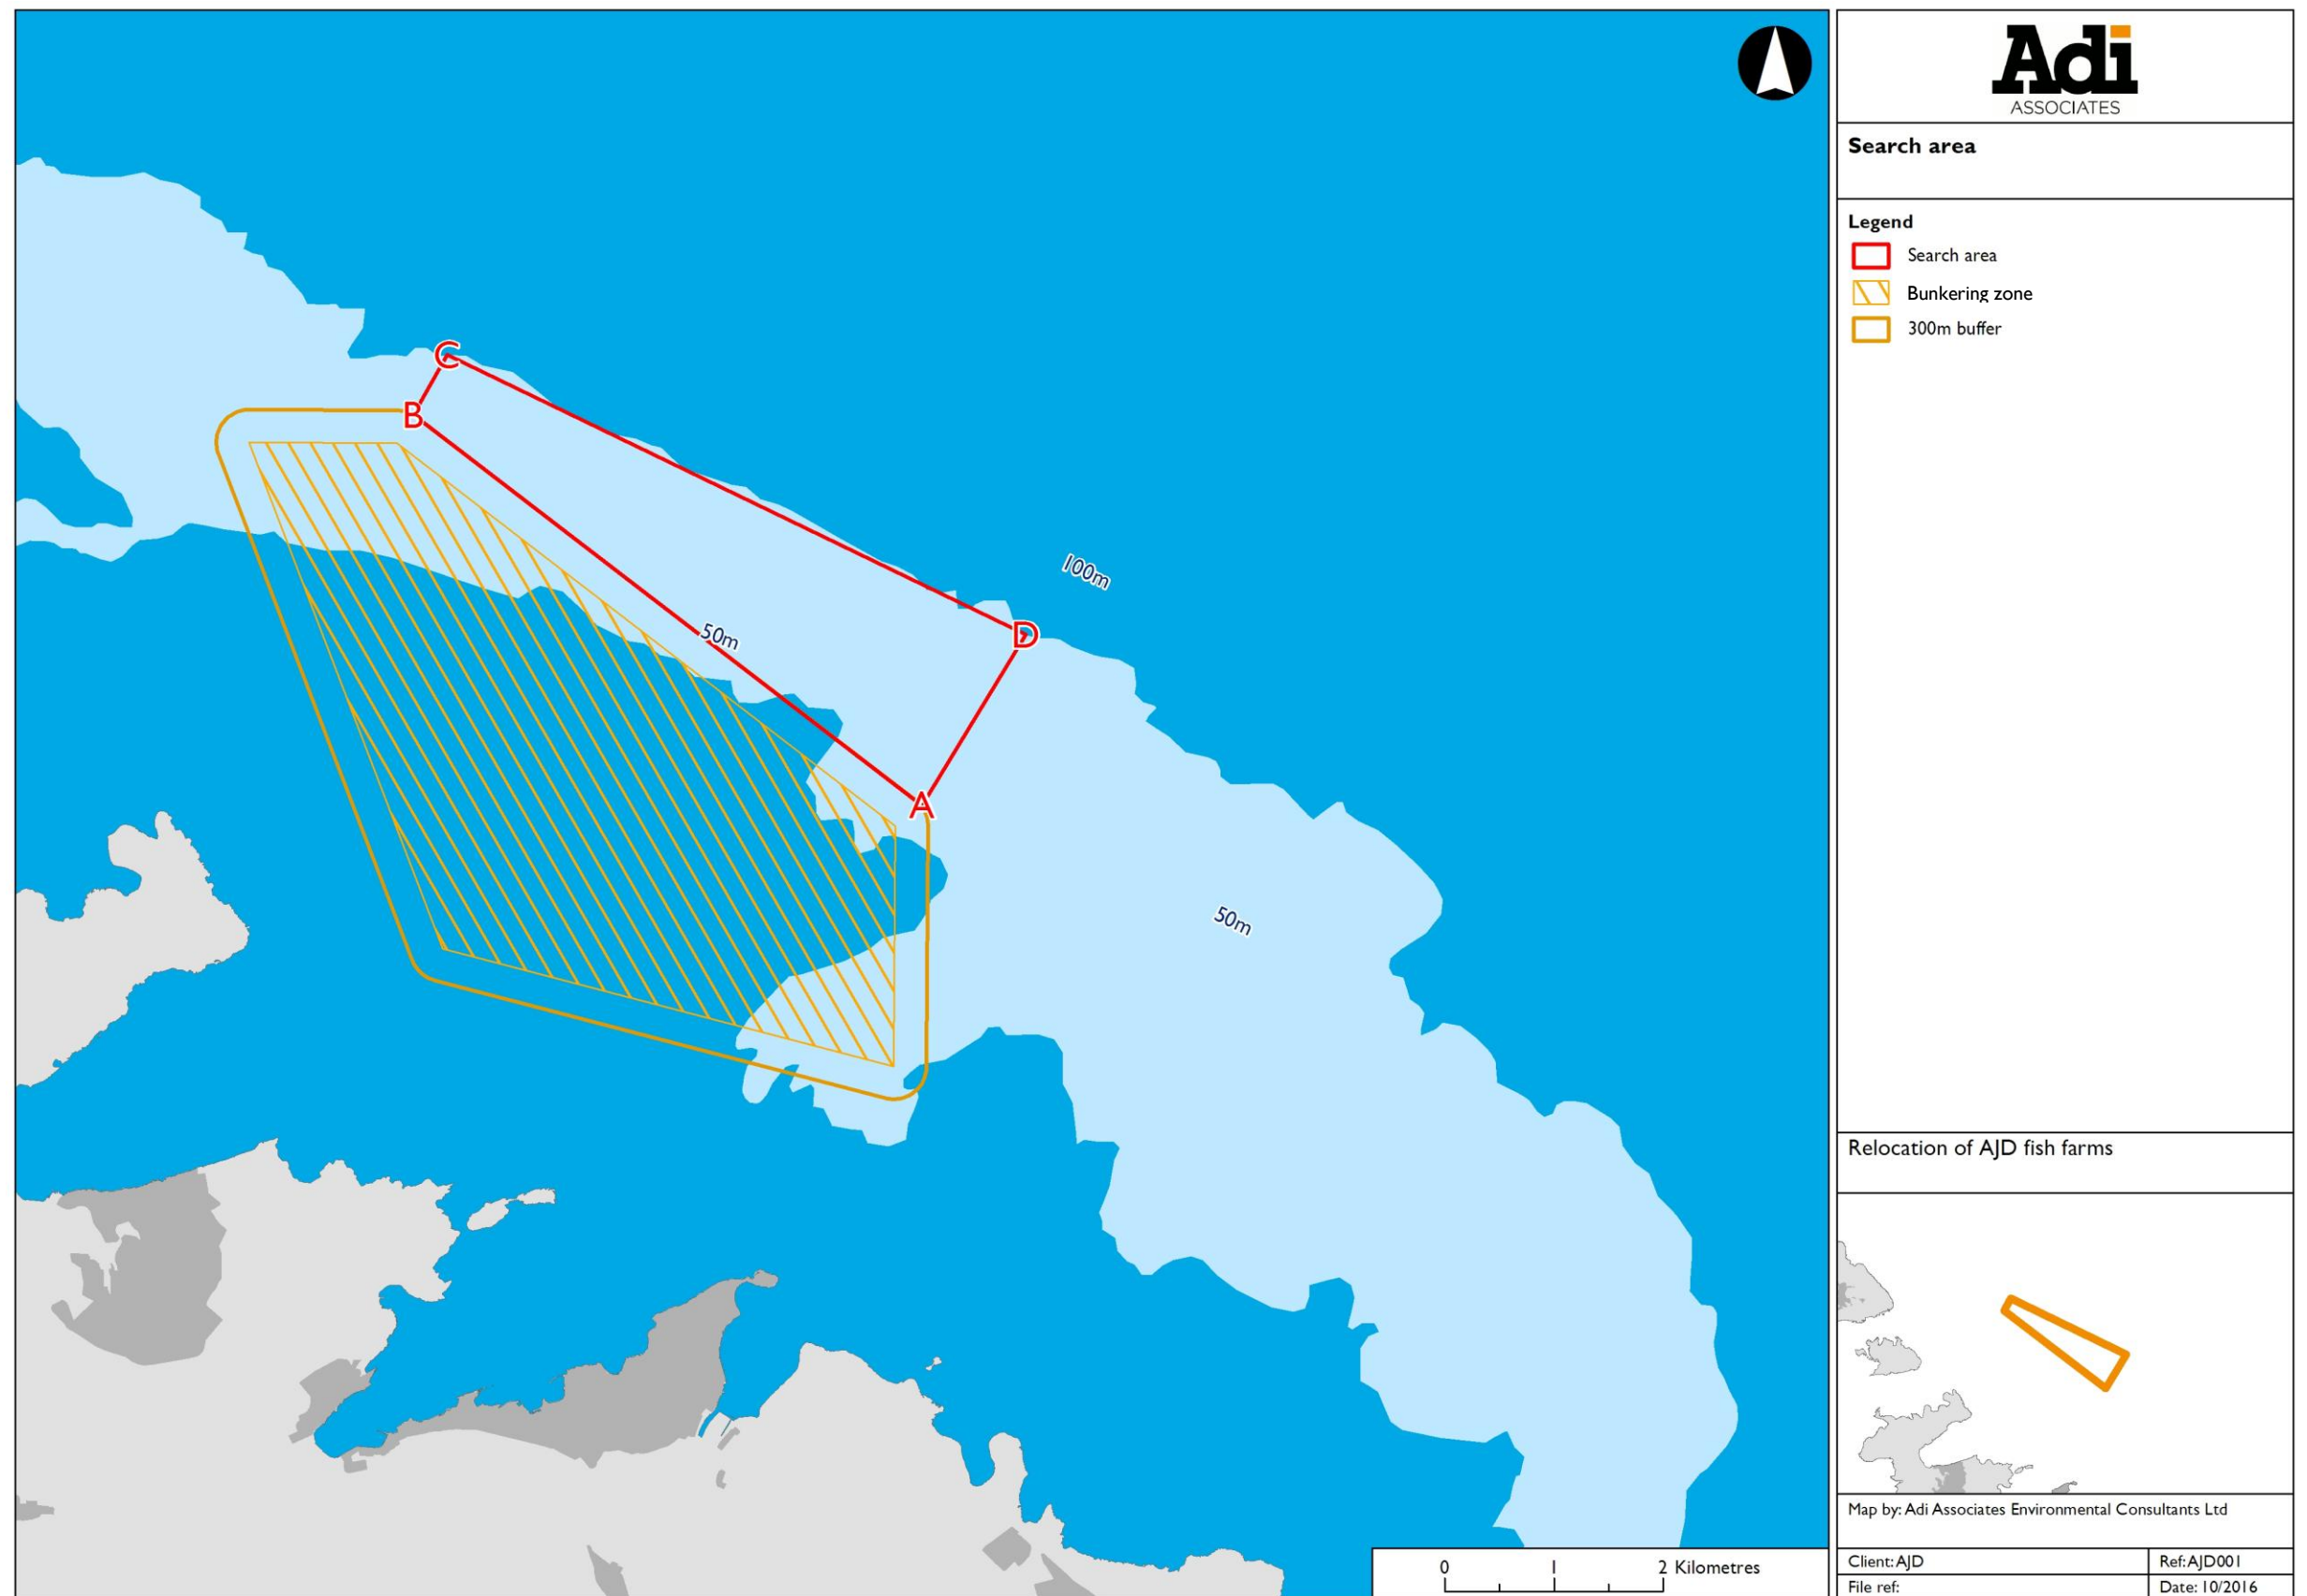 C
B
100m
D
50m
A
50m
0 1 2 Kilometres
Adi
ASSOCIATES
Search area
Legend
Search area
Bunkering zone
300m buffer
Relocation of AJD fish farms
Map by: Adi Associates Environmental Consultants Ltd
Client: AJD
Ref: AJD001
File ref:
Date: 10/2016